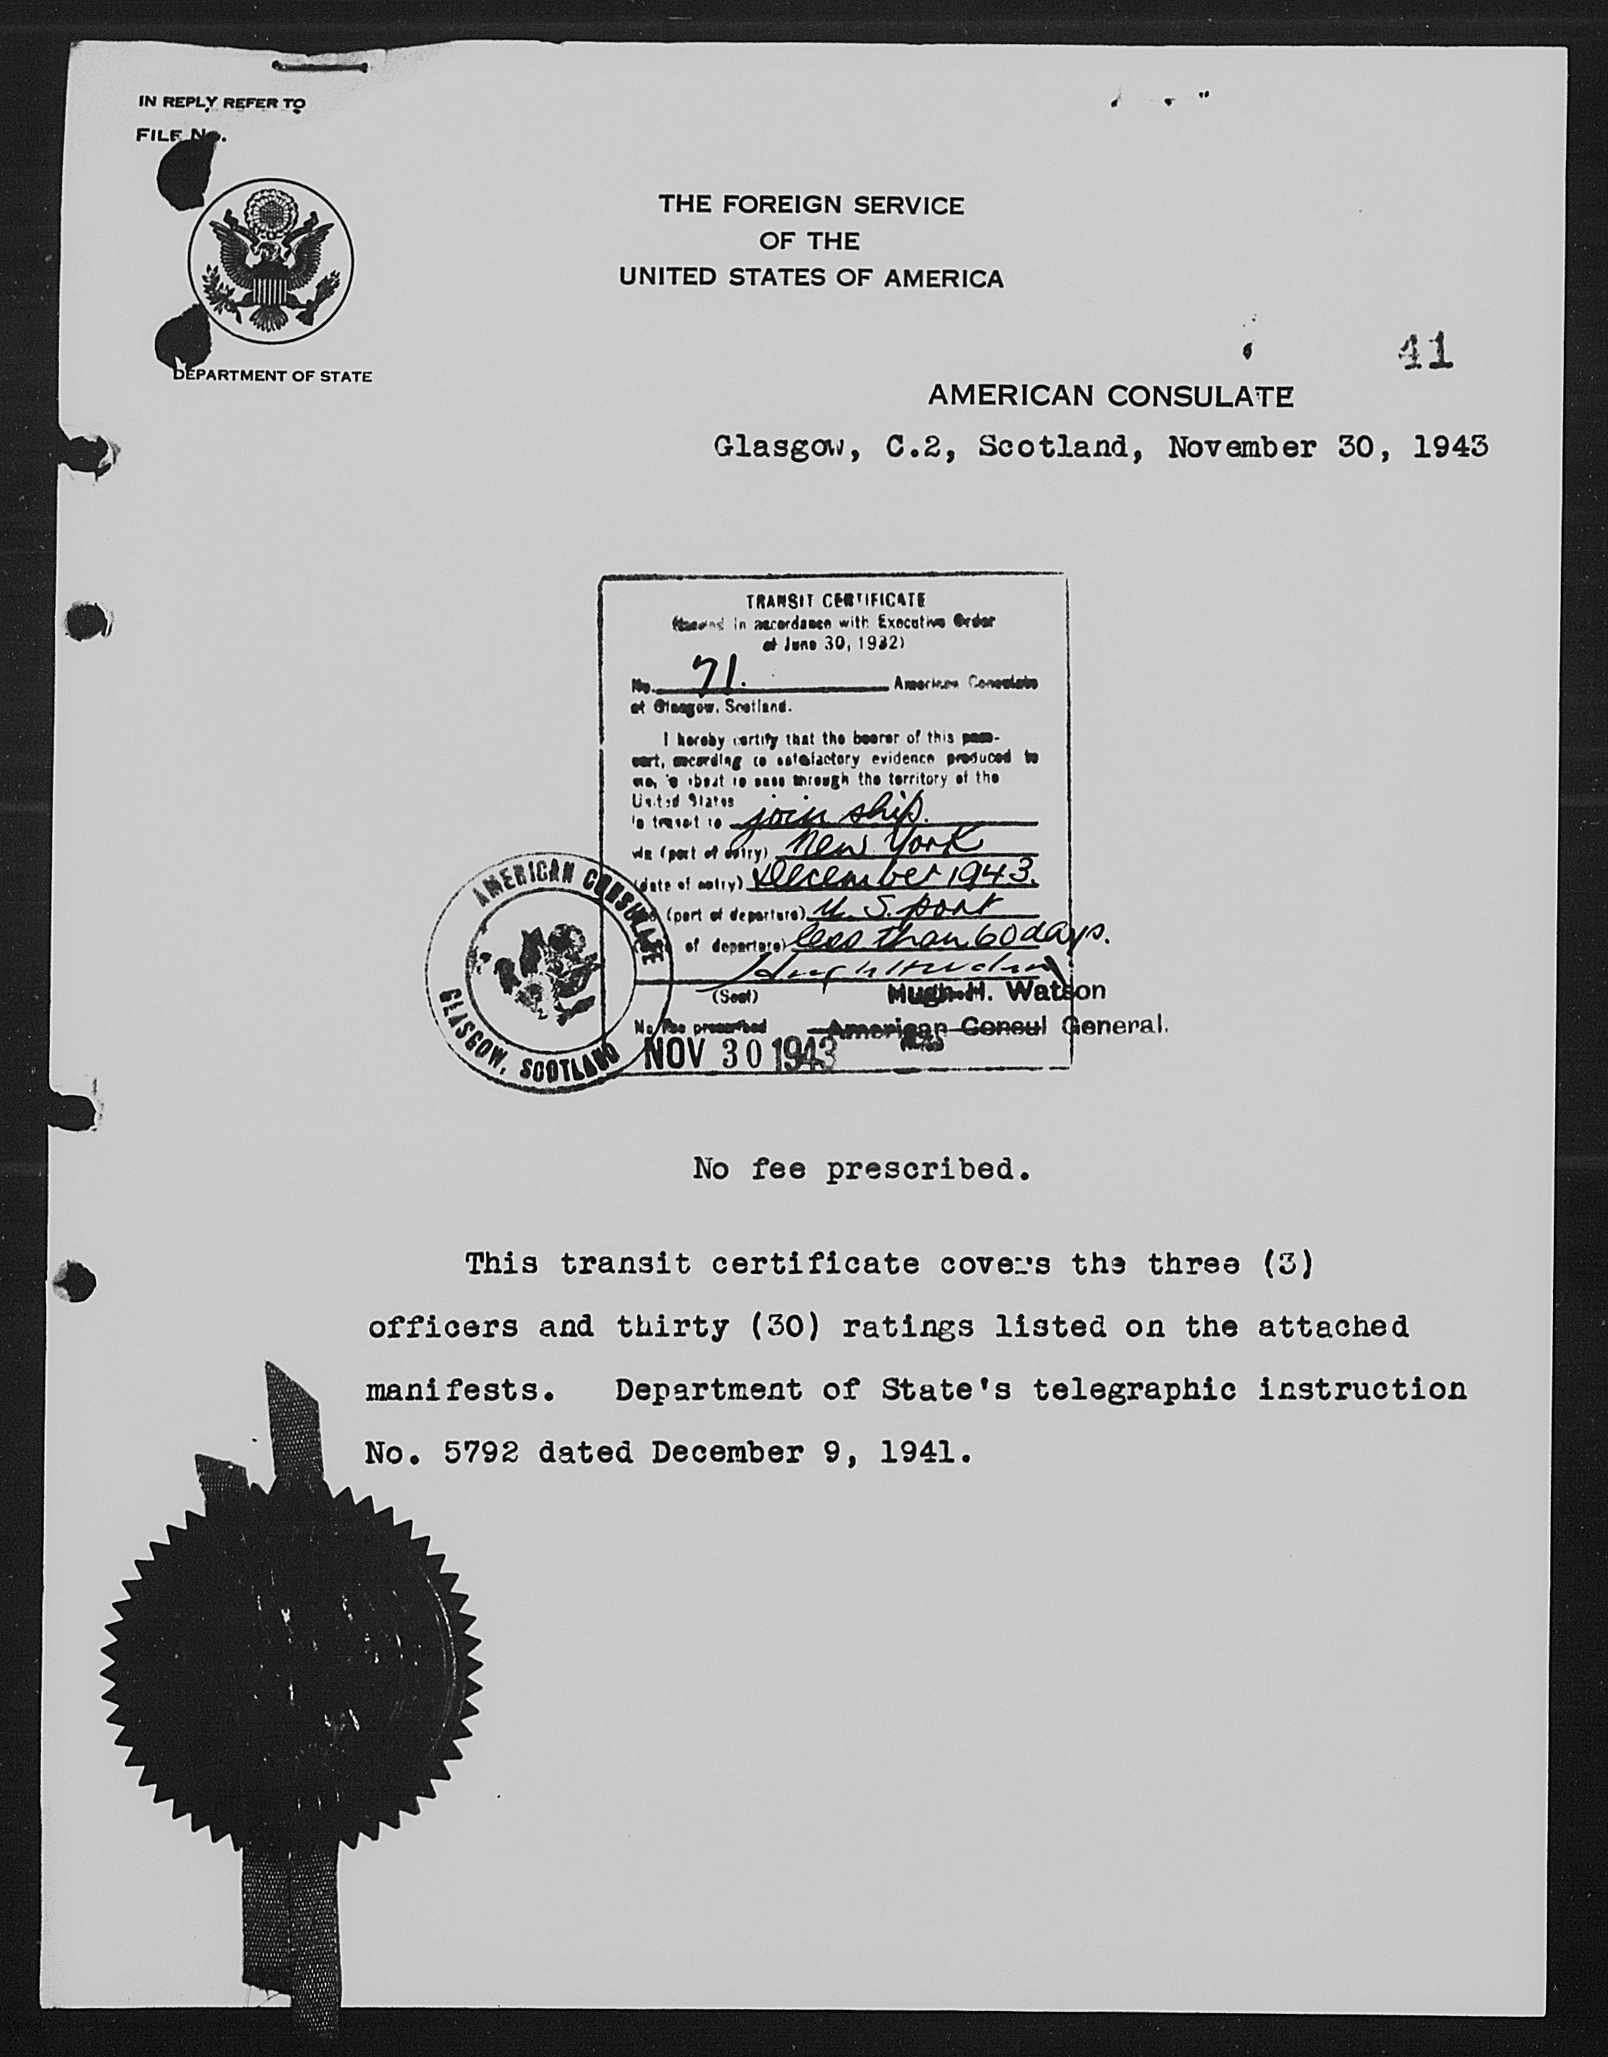 IN REPLY REFER TO
FILE No.
THE FOREIGN SERVICE
OF THE
UNITED STATES OF AMERICA
DEPARTMENT OF STATE
41
AMERICAN CONSULATE
Glasgow, C.2, Scotland, November 30, 1943
TRANSIT CERTIFICATE
in accordance with Executive Order
of June 30, 1932)
No. 71. American Consulate
at Glasgow, Scotland.
I hereby certify that the bearer of this pass-
port, according to satisfactory evidence produced to
me, is about to pass through the territory of the
United States
in transit to join ship.
via (port of entry) New York
(date of entry) December 1943.
(port of departure) U. S. port
of departure) less than 60 days.
(Seal)
Hugh H. Watson
American Consul General.
No Fee prescribed
NOV 30 1943
AMERICAN CONSULATE
GLASGOW, SCOTLAND
No fee prescribed.
This transit certificate covers the three (3)
officers and thirty (30) ratings listed on the attached
manifests. Department of State's telegraphic instruction
No. 5792 dated December 9, 1941.